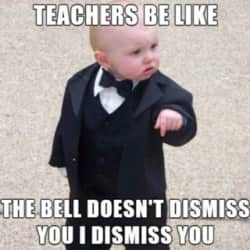 TEACHERS BE LIKE
THE BELL DOESN'T DISMISS
YOU I DISMISS YOU